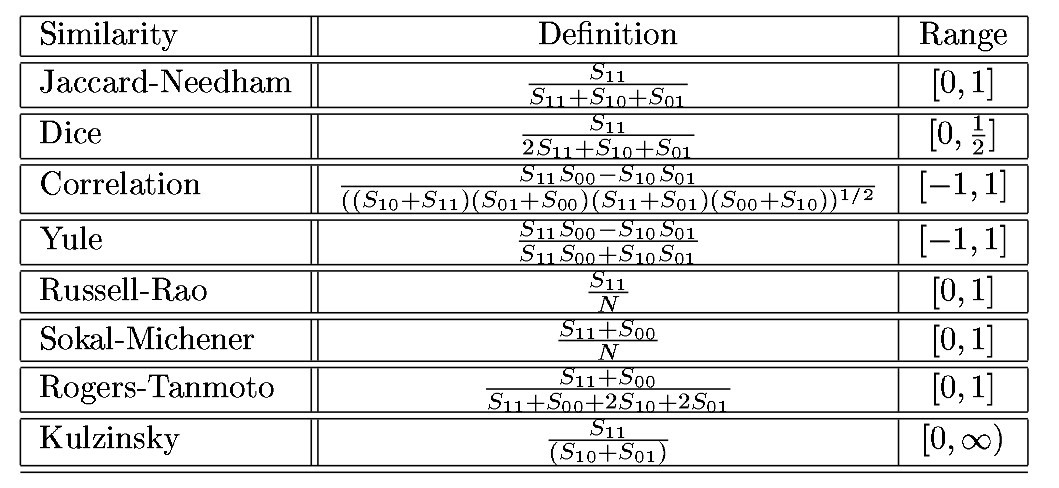 Similarity Definition Range
Jaccard-Needham \frac{S_{11}}{S_{11}+S_{10}+S_{01}} [0, 1]
Dice \frac{S_{11}}{2S_{11}+S_{10}+S_{01}} [0, \frac{1}{2}]
Correlation \frac{S_{11}S_{00}-S_{10}S_{01}}{((S_{10}+S_{11})(S_{01}+S_{00})(S_{11}+S_{01})(S_{00}+S_{10}))^{1/2}} [-1, 1]
Yule \frac{S_{11}S_{00}-S_{10}S_{01}}{S_{11}S_{00}+S_{10}S_{01}} [-1, 1]
Russell-Rao \frac{S_{11}}{N} [0, 1]
Sokal-Michener \frac{S_{11}+S_{00}}{N} [0, 1]
Rogers-Tanmoto \frac{S_{11}+S_{00}}{S_{11}+S_{00}+2S_{10}+2S_{01}} [0, 1]
Kulzinsky \frac{S_{11}}{(S_{10}+S_{01})} [0, ∞)